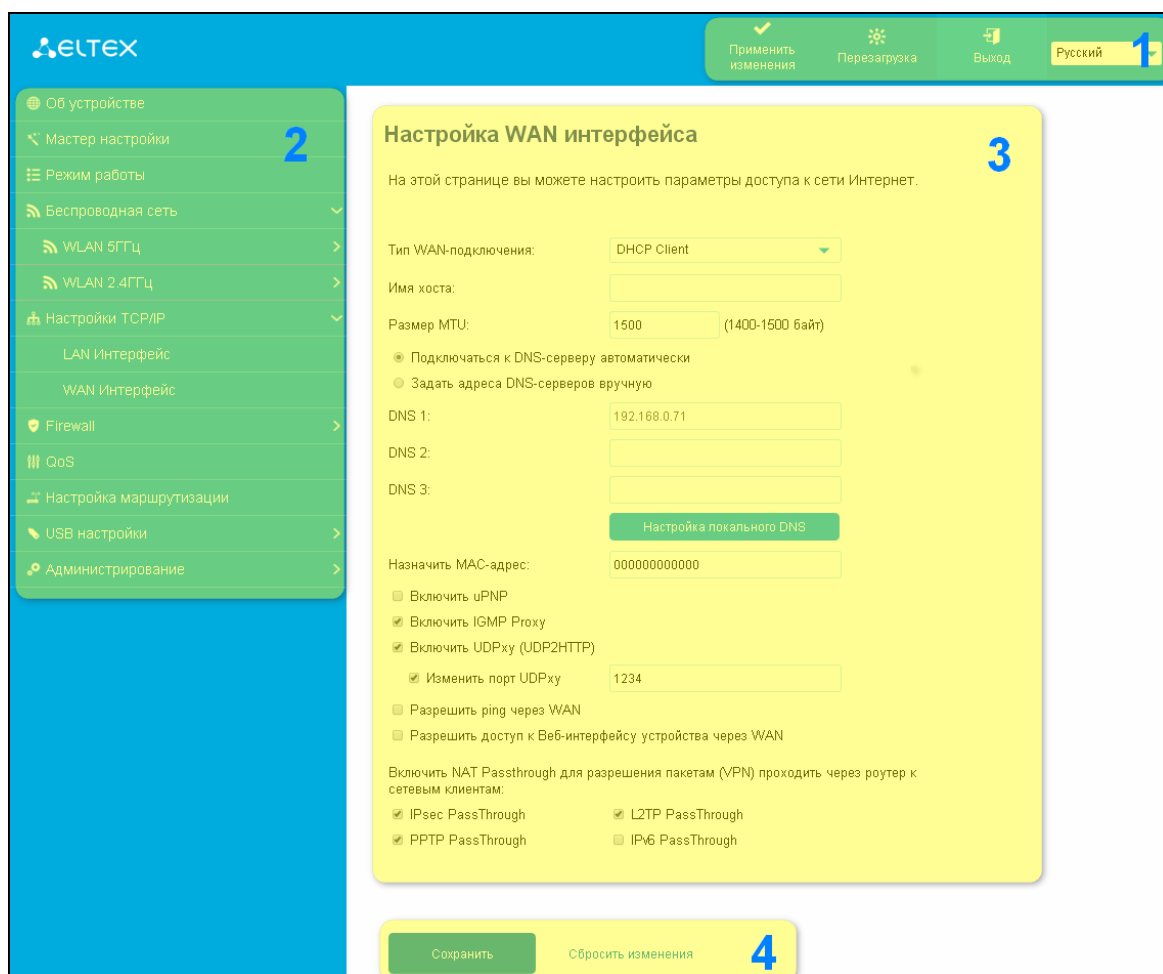 ELTEX
Применить изменения
Перезагрузка
Выход
Русский
1
Об устройстве
Мастер настройки
Режим работы
Беспроводная сеть
WLAN 5ГГц
WLAN 2.4ГГц
Настройки TCP/IP
LAN Интерфейс
WAN Интерфейс
Firewall
QoS
Настройка маршрутизации
USB настройки
Администрирование
2
Настройка WAN интерфейса
3
На этой странице вы можете настроить параметры доступа к сети Интернет.
Тип WAN-подключения: DHCP Client
Имя хоста:
Размер MTU: 1500 (1400-1500 байт)
Подключаться к DNS-серверу автоматически
Задать адреса DNS-серверов вручную
DNS 1: 192.168.0.71
DNS 2:
DNS 3:
Настройка локального DNS
Назначить MAC-адрес: 000000000000
Включить uPNP
Включить IGMP Proxy
Включить UDPxy (UDP2HTTP)
Изменить порт UDPxy 1234
Разрешить ping через WAN
Разрешить доступ к Веб-интерфейсу устройства через WAN
Включить NAT Passthrough для разрешения пакетам (VPN) проходить через роутер к
сетевым клиентам:
IPsec PassThrough L2TP PassThrough
PPTP PassThrough IPv6 PassThrough
Сохранить Сбросить изменения 4